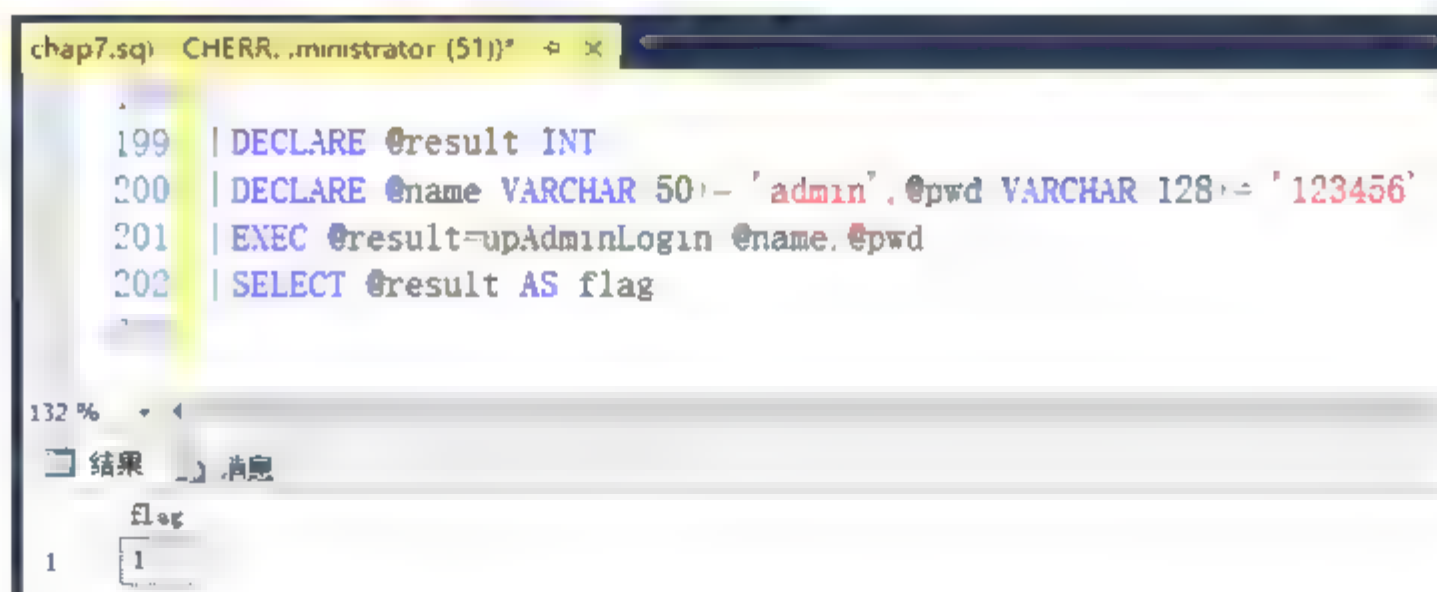 chap7.sql CHERR...ministrator (51))* 
199 DECLARE @result INT
200 DECLARE @name VARCHAR(50)= 'admin',@pwd VARCHAR(128)= '123456'
201 EXEC @result=upAdminLogin @name,@pwd
202 SELECT @result AS flag
132 %
结果 消息
flag
1 1